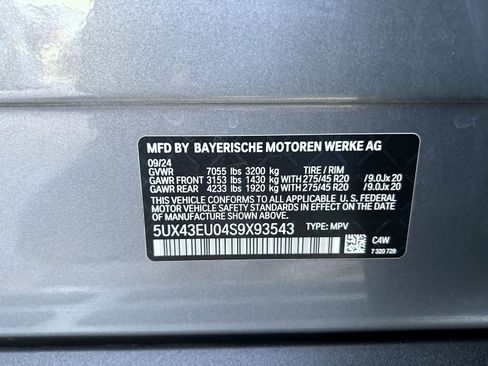 MFD BY BAYERISCHE MOTOREN WERKE AG
09/24
GVWR 7055 lbs 3200 kg TIRE / RIM
GAWR FRONT 3153 lbs 1430 kg WITH 275/45 R20 /9.0Jx20
GAWR REAR 4233 lbs 1920 kg WITH 275/45 R20 /9.0Jx20
THIS VEHICLE CONFORMS TO ALL APPLICABLE U. S. FEDERAL
MOTOR VEHICLE SAFETY STANDARDS IN EFFECT ON THE
DATE OF MANUFACTURE SHOWN ABOVE.
5UX43EU04S9X93543 TYPE: MPV C4W
7 320 729